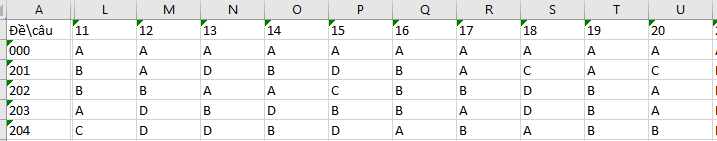 A L M N O P Q R S T U
Đề\câu 11 12 13 14 15 16 17 18 19 20
000 A A A A A A A A A A
201 B A D B D B A C A C
202 B B A A C B B D B A
203 A D B D B B A D B A
204 C D D B D A B A B B